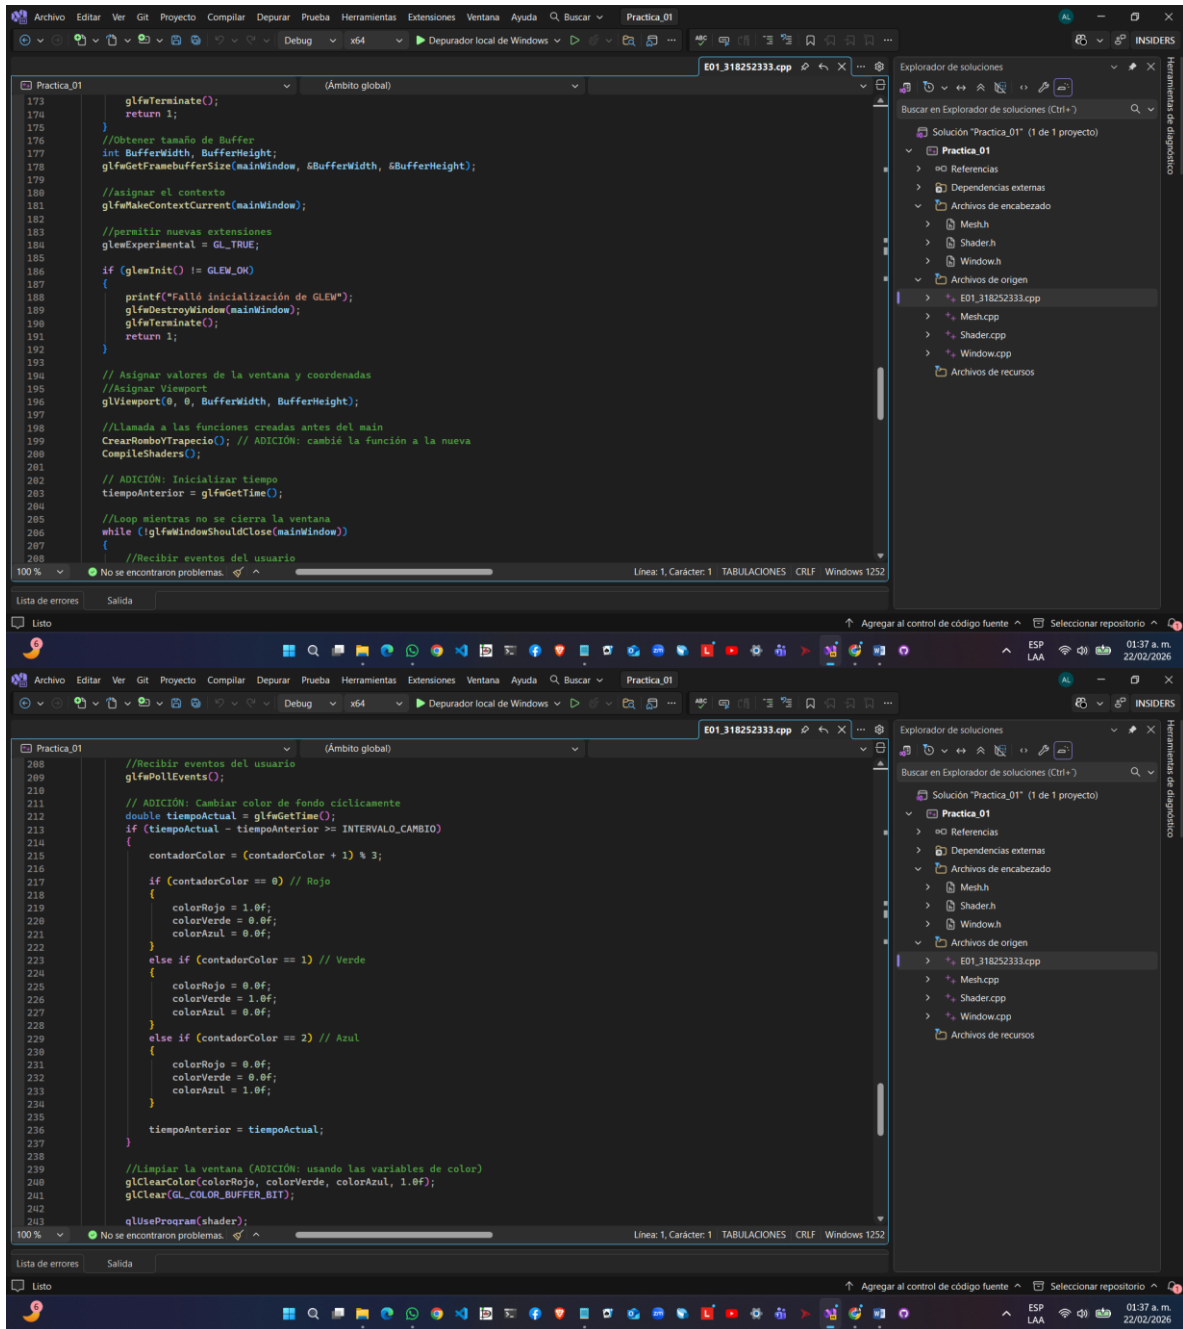 Archivo Editar Ver Git Proyecto Compilar Depurar Prueba Herramientas Extensiones Ventana Ayuda Buscar Practica_01 AL
Debug x64 Depurador local de Windows INSIDERS
E01_318252333.cpp Explorador de soluciones
Practica_01 (Ámbito global)
Buscar en Explorador de soluciones (Ctrl+¨)
Solución "Practica_01" (1 de 1 proyecto)
Practica_01
Referencias
Dependencias externas
Archivos de encabezado
Mesh.h
Shader.h
Window.h
Archivos de origen
E01_318252333.cpp
Mesh.cpp
Shader.cpp
Window.cpp
Archivos de recursos
Herramientas de diagnóstico
173 glfwTerminate();
174 return 1;
175 }
176 //Obtener tamaño de Buffer
177 int BufferWidth, BufferHeight;
178 glfwGetFramebufferSize(mainWindow, &BufferWidth, &BufferHeight);
179
180 //asignar el contexto
181 glfwMakeContextCurrent(mainWindow);
182
183 //permitir nuevas extensiones
184 glewExperimental = GL_TRUE;
185
186 if (glewInit() != GLEW_OK)
187 {
188 printf("Falló inicialización de GLEW");
189 glfwDestroyWindow(mainWindow);
190 glfwTerminate();
191 return 1;
192 }
193
194 // Asignar valores de la ventana y coordenadas
195 //Asignar Viewport
196 glViewport(0, 0, BufferWidth, BufferHeight);
197
198 //Llamada a las funciones creadas antes del main
199 CrearRomboYTrapecio(); // ADICIÓN: cambié la función a la nueva
200 CompileShaders();
201
202 // ADICIÓN: Inicializar tiempo
203 tiempoAnterior = glfwGetTime();
204
205 //Loop mientras no se cierra la ventana
206 while (!glfwWindowShouldClose(mainWindow))
207 {
208 //Recibir eventos del usuario
100 % No se encontraron problemas. Línea: 1, Carácter: 1 TABULACIONES CRLF Windows 1252
Lista de errores Salida
Listo Agregar al control de código fuente Seleccionar repositorio 1
6 ESP LAA 01:37 a. m. 22/02/2026
Archivo Editar Ver Git Proyecto Compilar Depurar Prueba Herramientas Extensiones Ventana Ayuda Buscar Practica_01 AL
Debug x64 Depurador local de Windows INSIDERS
E01_318252333.cpp Explorador de soluciones
Practica_01 (Ámbito global)
Buscar en Explorador de soluciones (Ctrl+¨)
Solución "Practica_01" (1 de 1 proyecto)
Practica_01
Referencias
Dependencias externas
Archivos de encabezado
Mesh.h
Shader.h
Window.h
Archivos de origen
E01_318252333.cpp
Mesh.cpp
Shader.cpp
Window.cpp
Archivos de recursos
Herramientas de diagnóstico
208 //Recibir eventos del usuario
209 glfwPollEvents();
210
211 // ADICIÓN: Cambiar color de fondo cíclicamente
212 double tiempoActual = glfwGetTime();
213 if (tiempoActual - tiempoAnterior >= INTERVALO_CAMBIO)
214 {
215 contadorColor = (contadorColor + 1) % 3;
216
217 if (contadorColor == 0) // Rojo
218 {
219 colorRojo = 1.0f;
220 colorVerde = 0.0f;
221 colorAzul = 0.0f;
222 }
223 else if (contadorColor == 1) // Verde
224 {
225 colorRojo = 0.0f;
226 colorVerde = 1.0f;
227 colorAzul = 0.0f;
228 }
229 else if (contadorColor == 2) // Azul
230 {
231 colorRojo = 0.0f;
232 colorVerde = 0.0f;
233 colorAzul = 1.0f;
234 }
235
236 tiempoAnterior = tiempoActual;
237 }
238
239 //Limpiar la ventana (ADICIÓN: usando las variables de color)
240 glClearColor(colorRojo, colorVerde, colorAzul, 1.0f);
241 glClear(GL_COLOR_BUFFER_BIT);
242
243 glUseProgram(shader);
100 % No se encontraron problemas. Línea: 1, Carácter: 1 TABULACIONES CRLF Windows 1252
Lista de errores Salida
Listo Agregar al control de código fuente Seleccionar repositorio 1
6 ESP LAA 01:37 a. m. 22/02/2026